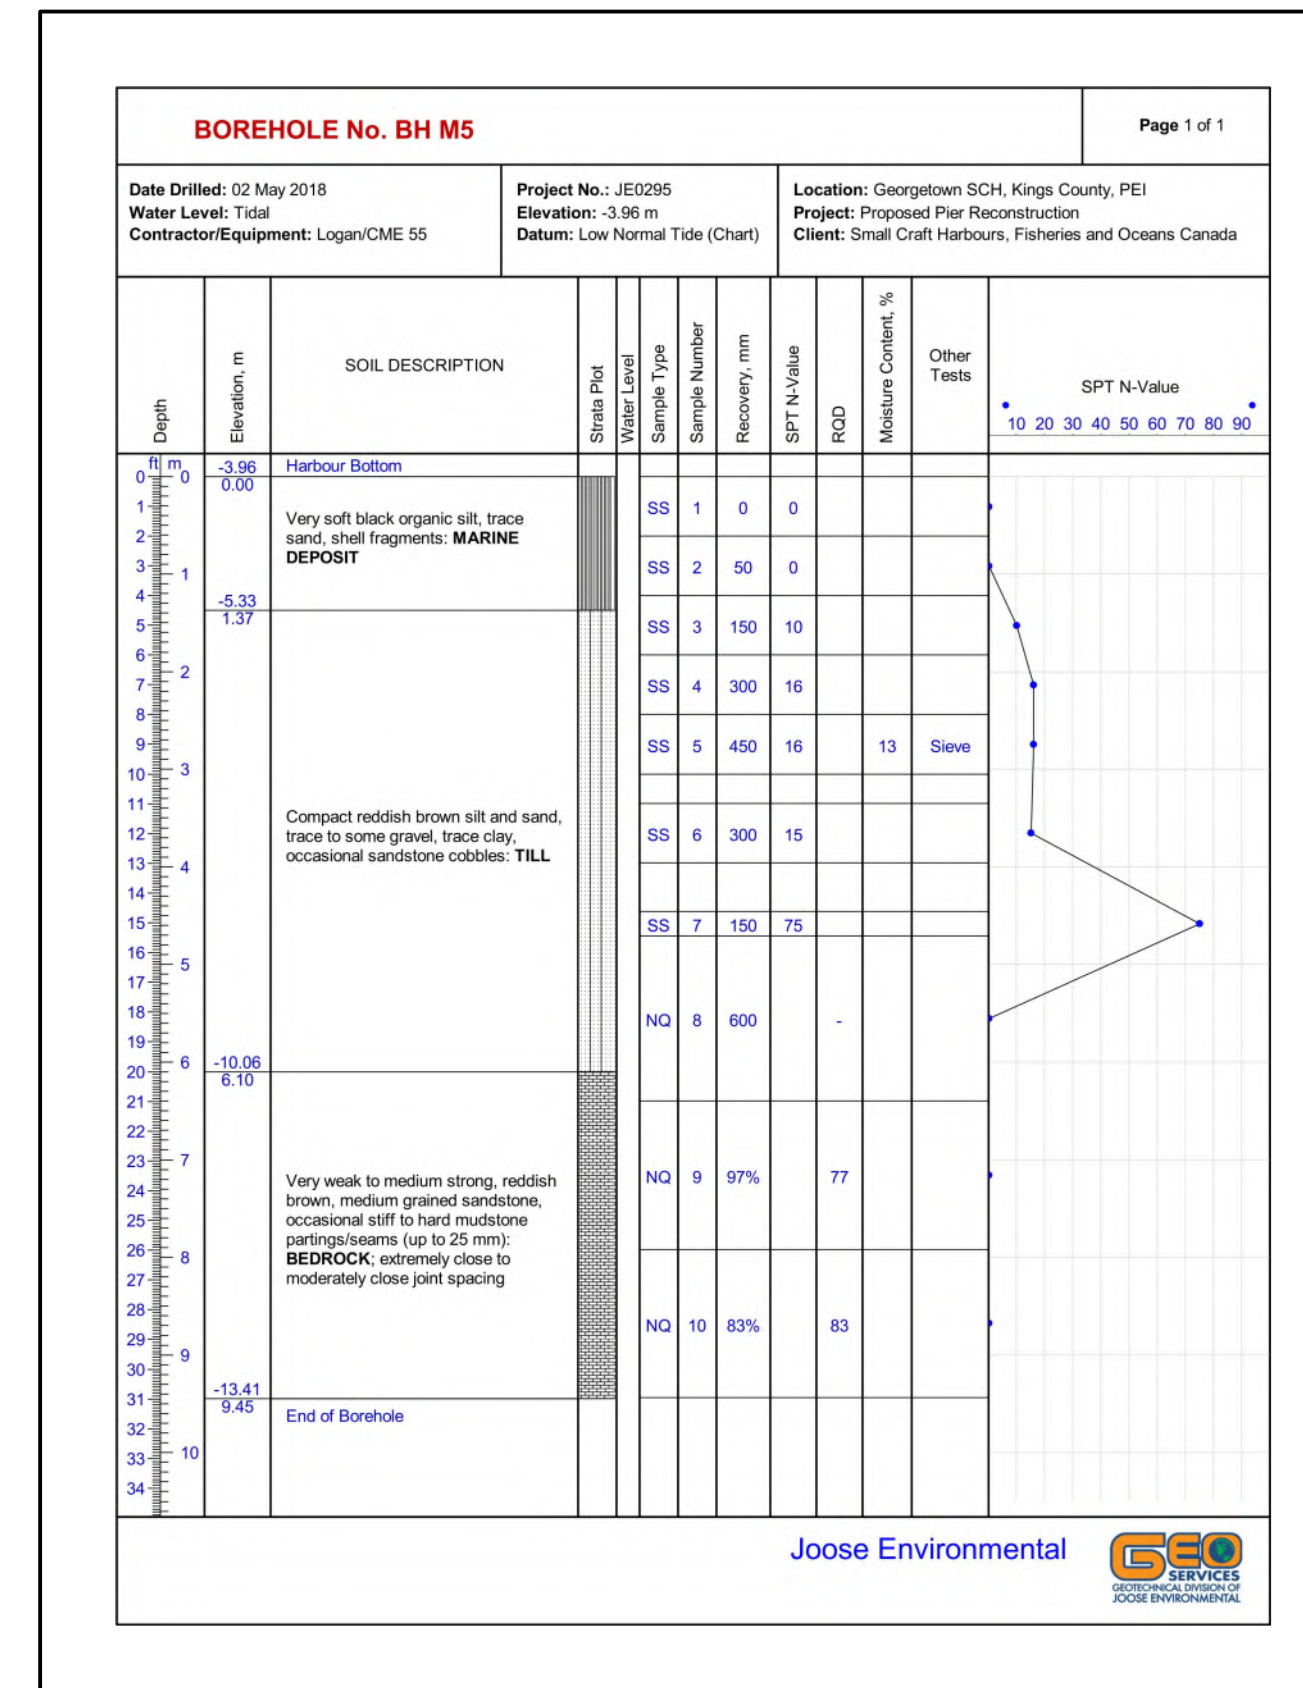 BOREHOLE No. BH M5
Page 1 of 1
Date Drilled: 02 May 2018
Water Level: Tidal
Contractor/Equipment: Logan/CME 55
Project No.: JE0295
Elevation: -3.96 m
Datum: Low Normal Tide (Chart)
Location: Georgetown SCH, Kings County, PEI
Project: Proposed Pier Reconstruction
Client: Small Craft Harbours, Fisheries and Oceans Canada
Depth
Elevation, m
SOIL DESCRIPTION
Strata Plot
Water Level
Sample Type
Sample Number
Recovery, mm
SPT N-Value
RQD
Moisture Content, %
Other
Tests
SPT N-Value
10 20 30 40 50 60 70 80 90
ft m
-3.96 Harbour Bottom
0 0
0.00
1
SS 1 0 0
Very soft black organic silt, trace
sand, shell fragments: MARINE
DEPOSIT
2
3
1
SS 2 50 0
4
-5.33
1.37
5
SS 3 150 10
6
2
7
SS 4 300 16
8
9
SS 5 450 16 13 Sieve
10
3
11
Compact reddish brown silt and sand,
trace to some gravel, trace clay,
occasional sandstone cobbles: TILL
12
SS 6 300 15
13
4
14
15
SS 7 150 75
16
5
17
18
NQ 8 600 -
19
6
-10.06
20
6.10
21
22
23
7
NQ 9 97% 77
Very weak to medium strong, reddish
brown, medium grained sandstone,
occasional stiff to hard mudstone
partings/seams (up to 25 mm):
BEDROCK; extremely close to
moderately close joint spacing
24
25
26
8
27
28
29
NQ 10 83% 83
9
30
-13.41
31
9.45
End of Borehole
32
33
10
34
Joose Environmental
GEO
SERVICES
GEOTECHNICAL DIVISION OF
JOOSE ENVIRONMENTAL